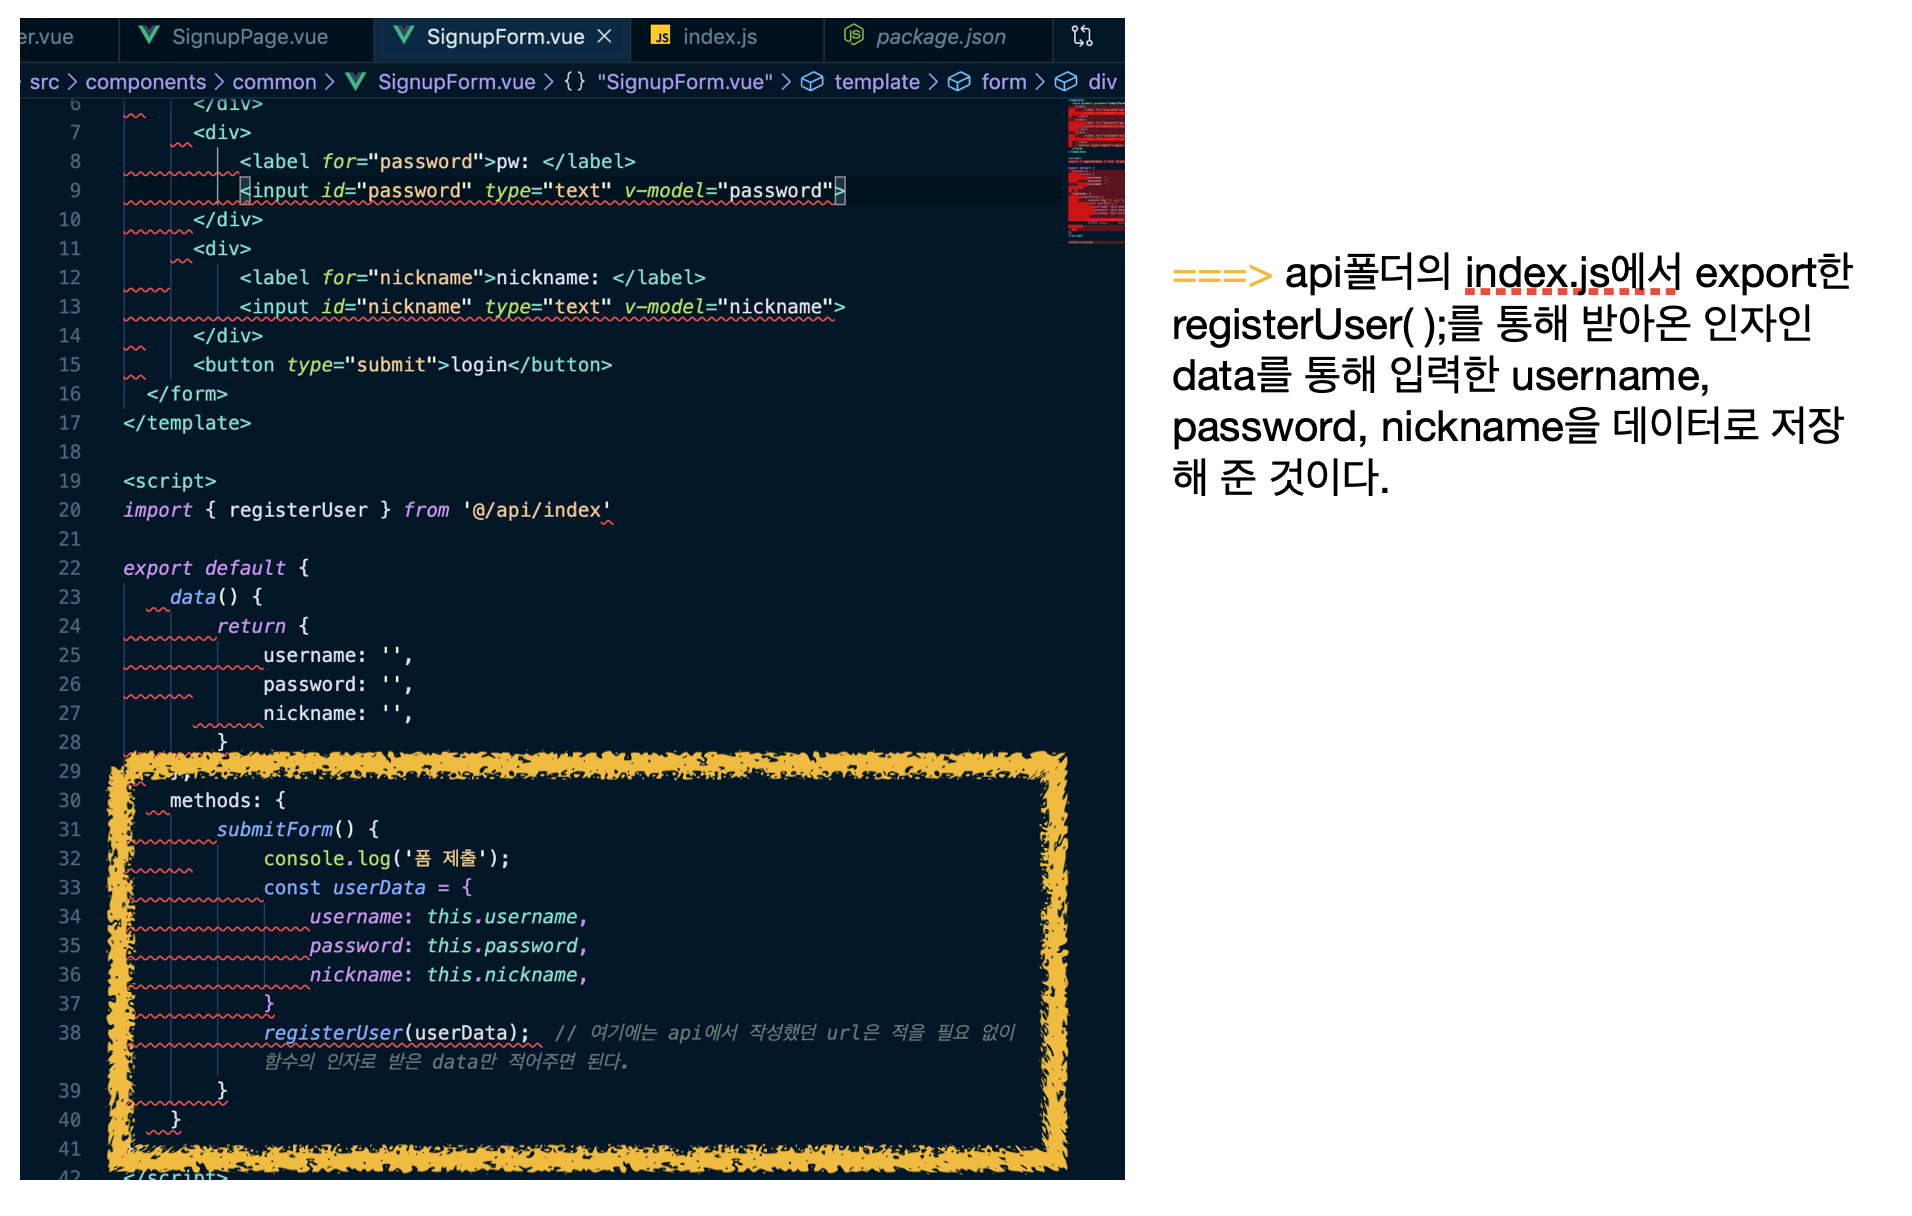 er.vue SignupPage.vue SignupForm.vue index.js package.json
src > components > common > SignupForm.vue > {} "SignupForm.vue" > template > form > div
6 </div>
7 <div>
8 <label for="password">pw: </label>
9 <input id="password" type="text" v-model="password">
10 </div>
11 <div>
12 <label for="nickname">nickname: </label>
13 <input id="nickname" type="text" v-model="nickname">
14 </div>
15 <button type="submit">login</button>
16 </form>
17 </template>
18
19 <script>
20 import { registerUser } from '@/api/index'
21
22 export default {
23 data() {
24 return {
25 username: '',
26 password: '',
27 nickname: '',
28 }
29
30 methods: {
31 submitForm() {
32 console.log('폼 제출');
33 const userData = {
34 username: this.username,
35 password: this.password,
36 nickname: this.nickname,
37 }
38 registerUser(userData); // 여기에는 api에서 작성했던 url은 적을 필요 없이
함수의 인자로 받은 data만 적어주면 된다.
39 }
40 }
41
42 </script>
===> api폴더의 index.js에서 export한
registerUser( );를 통해 받아온 인자인
data를 통해 입력한 username,
password, nickname을 데이터로 저장
해 준 것이다.